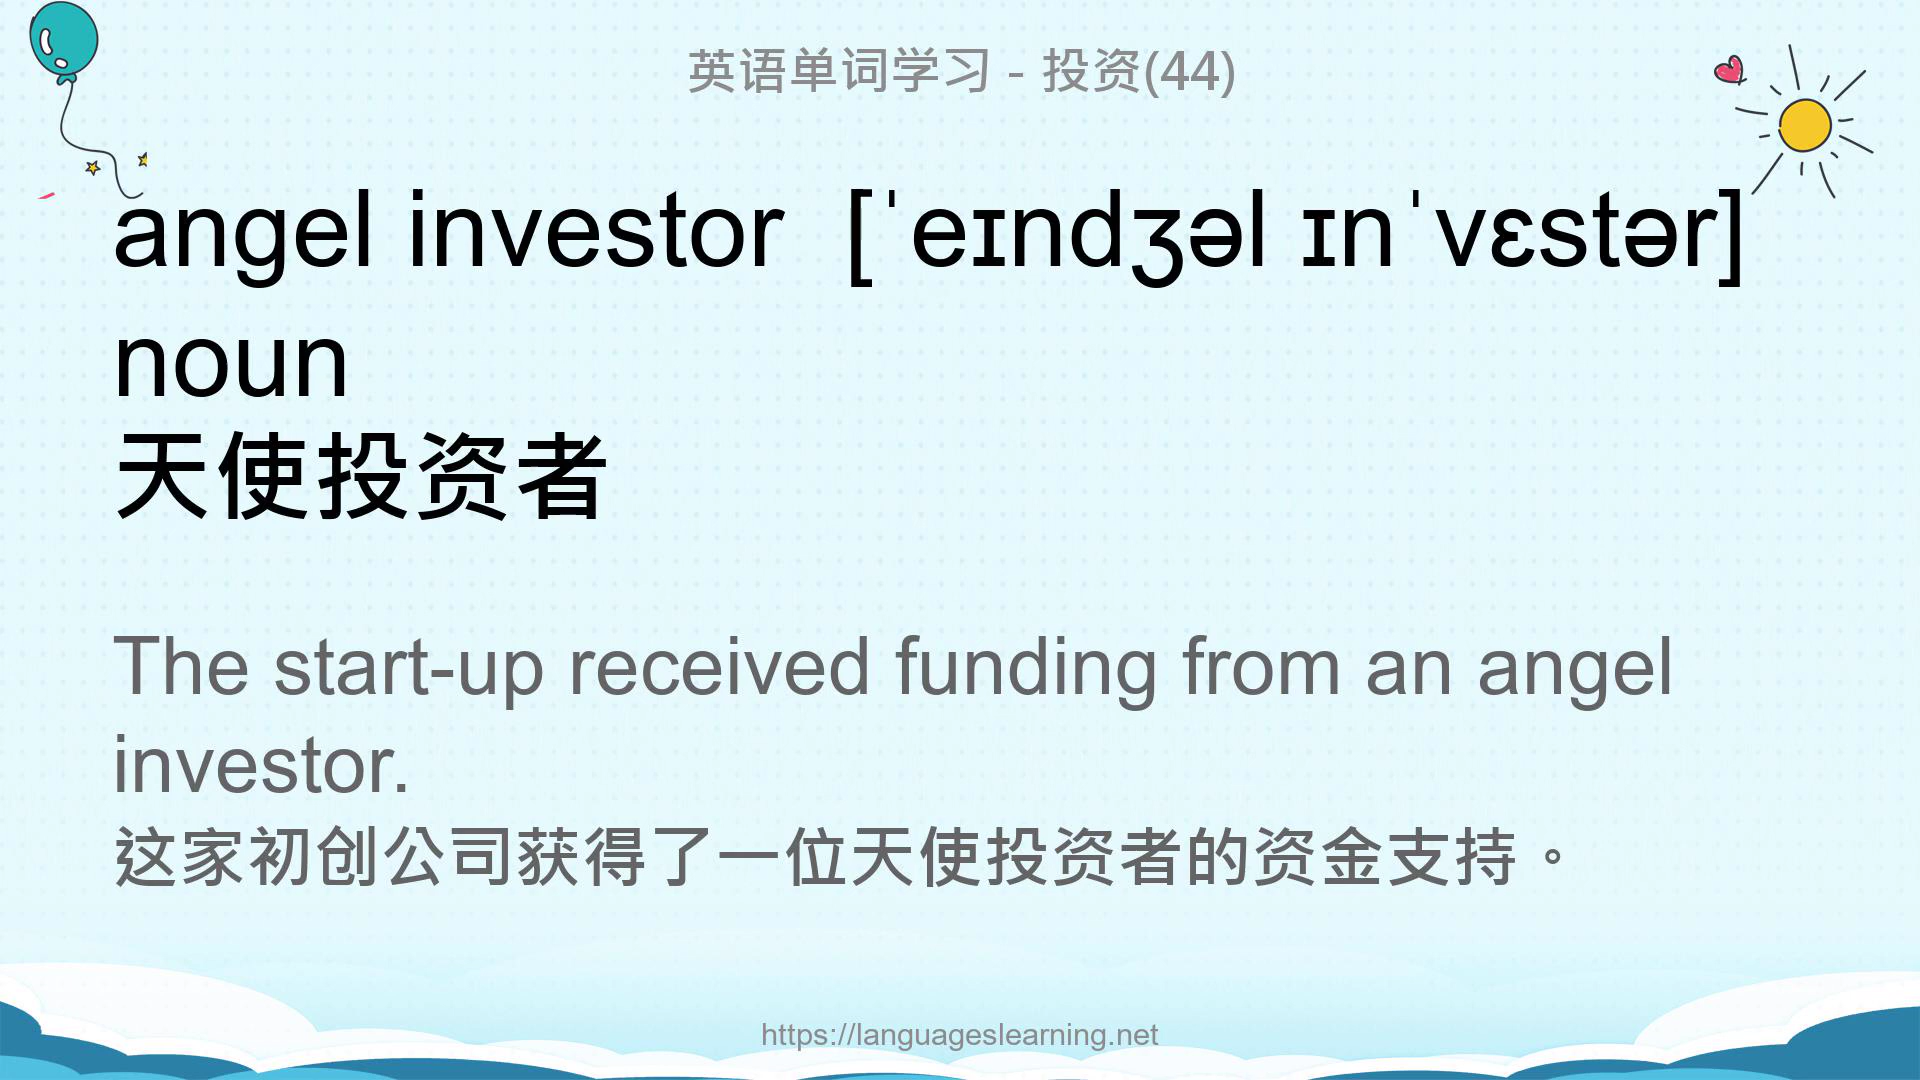 英语单词学习 - 投资(44)
angel investor  [ˈeɪndʒəl ɪnˈvɛstər]
noun
天使投资者
The start-up received funding from an angel
investor.
这家初创公司获得了一位天使投资者的资金支持。
https://languageslearning.net